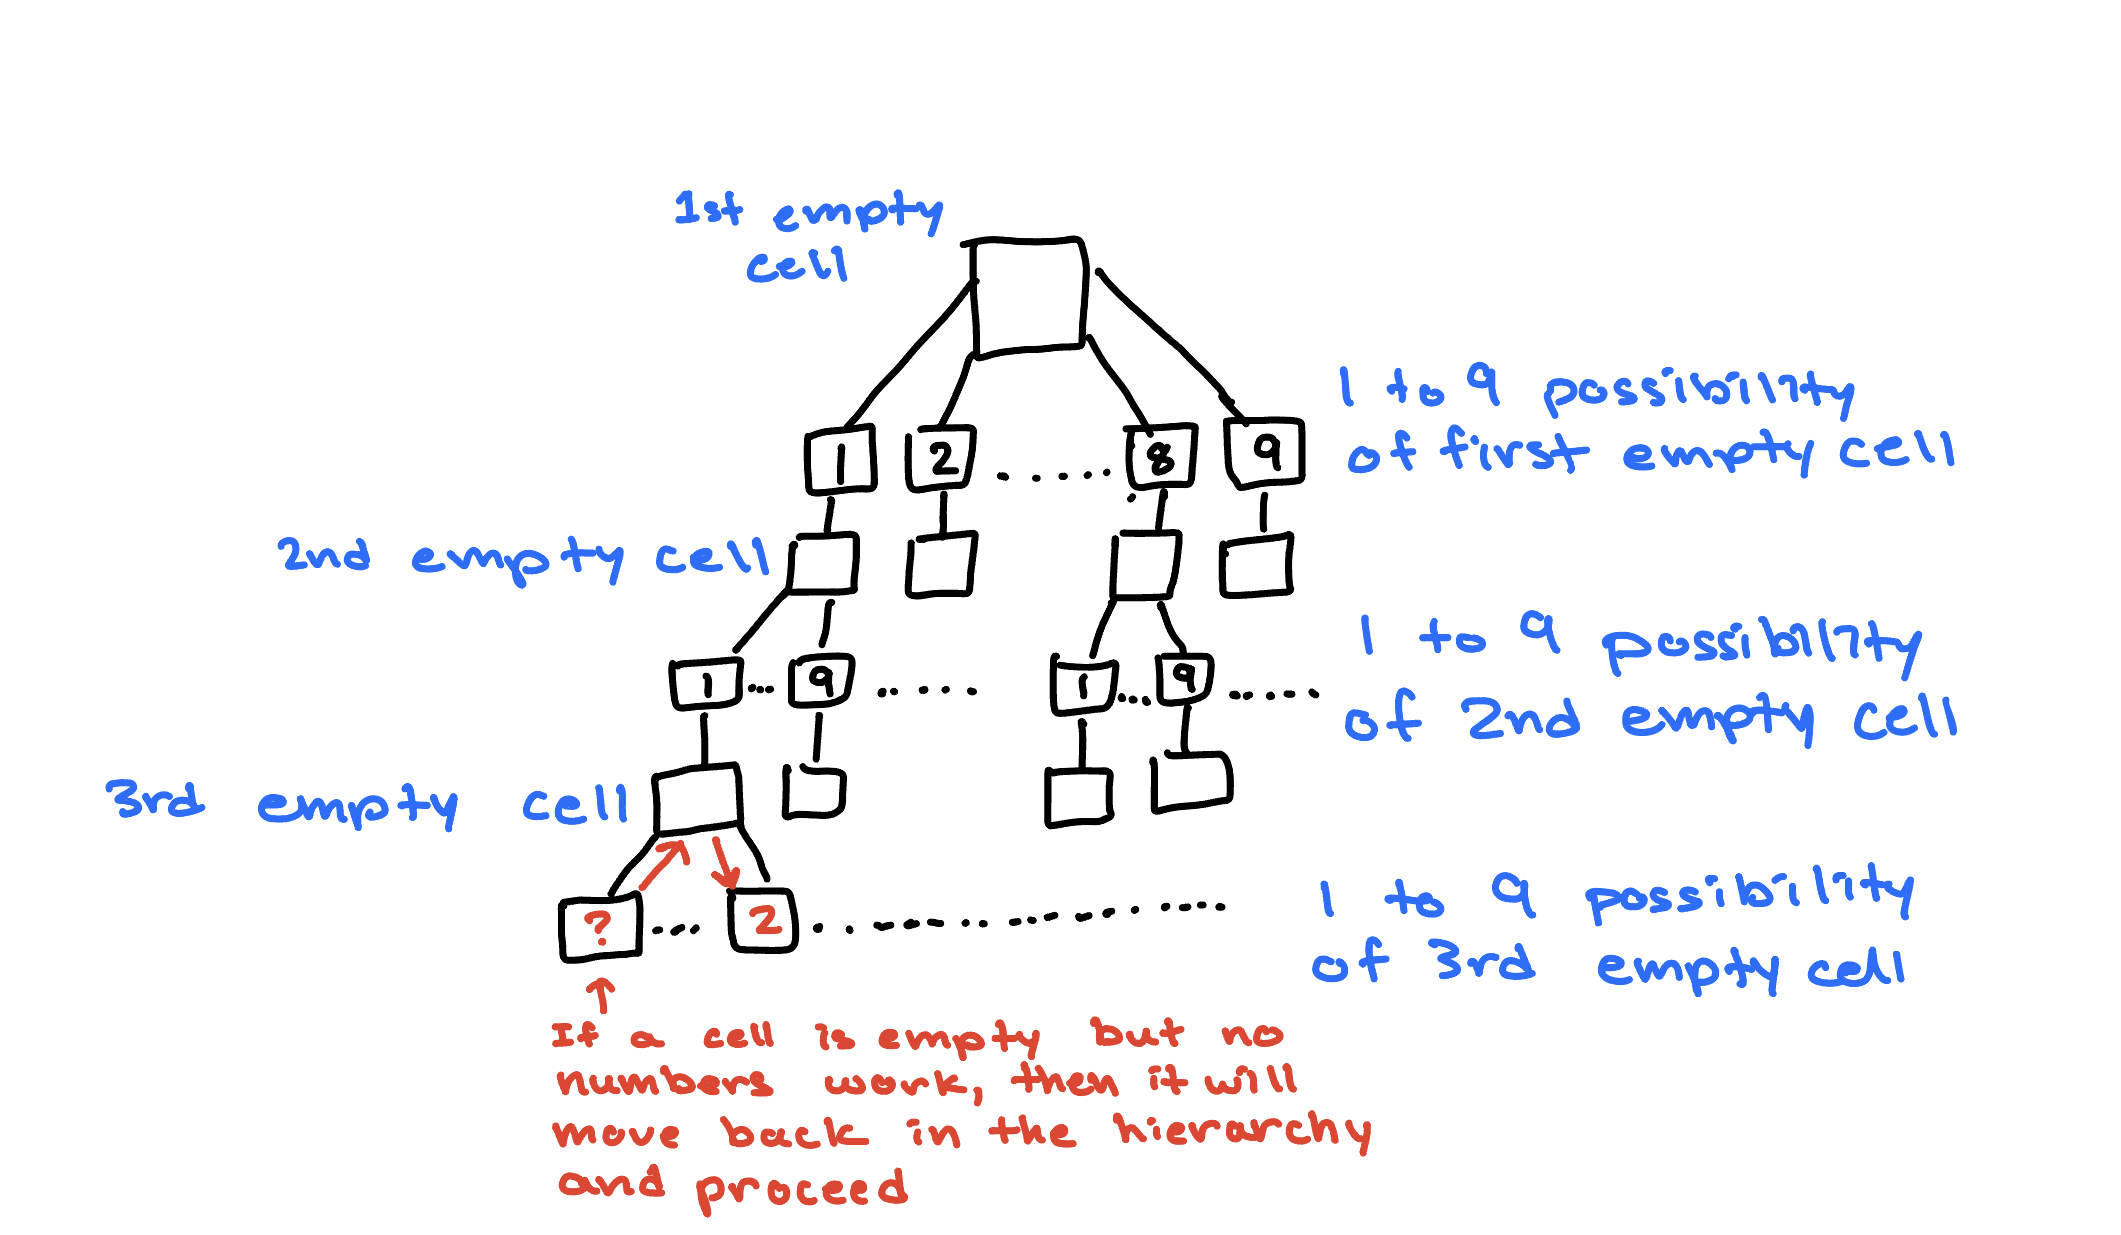 1st empty
cell
1 2 ...... 8 9
1 to 9 possibility
of first empty cell
2nd empty cell
1 ... 9 ..... 1 ... 9 ......
1 to 9 possibility
of 2nd empty cell
3rd empty cell
? ... 2 ..................
1 to 9 possibility
of 3rd empty cell
If a cell is empty but no
numbers work, then it will
move back in the hierarchy
and proceed